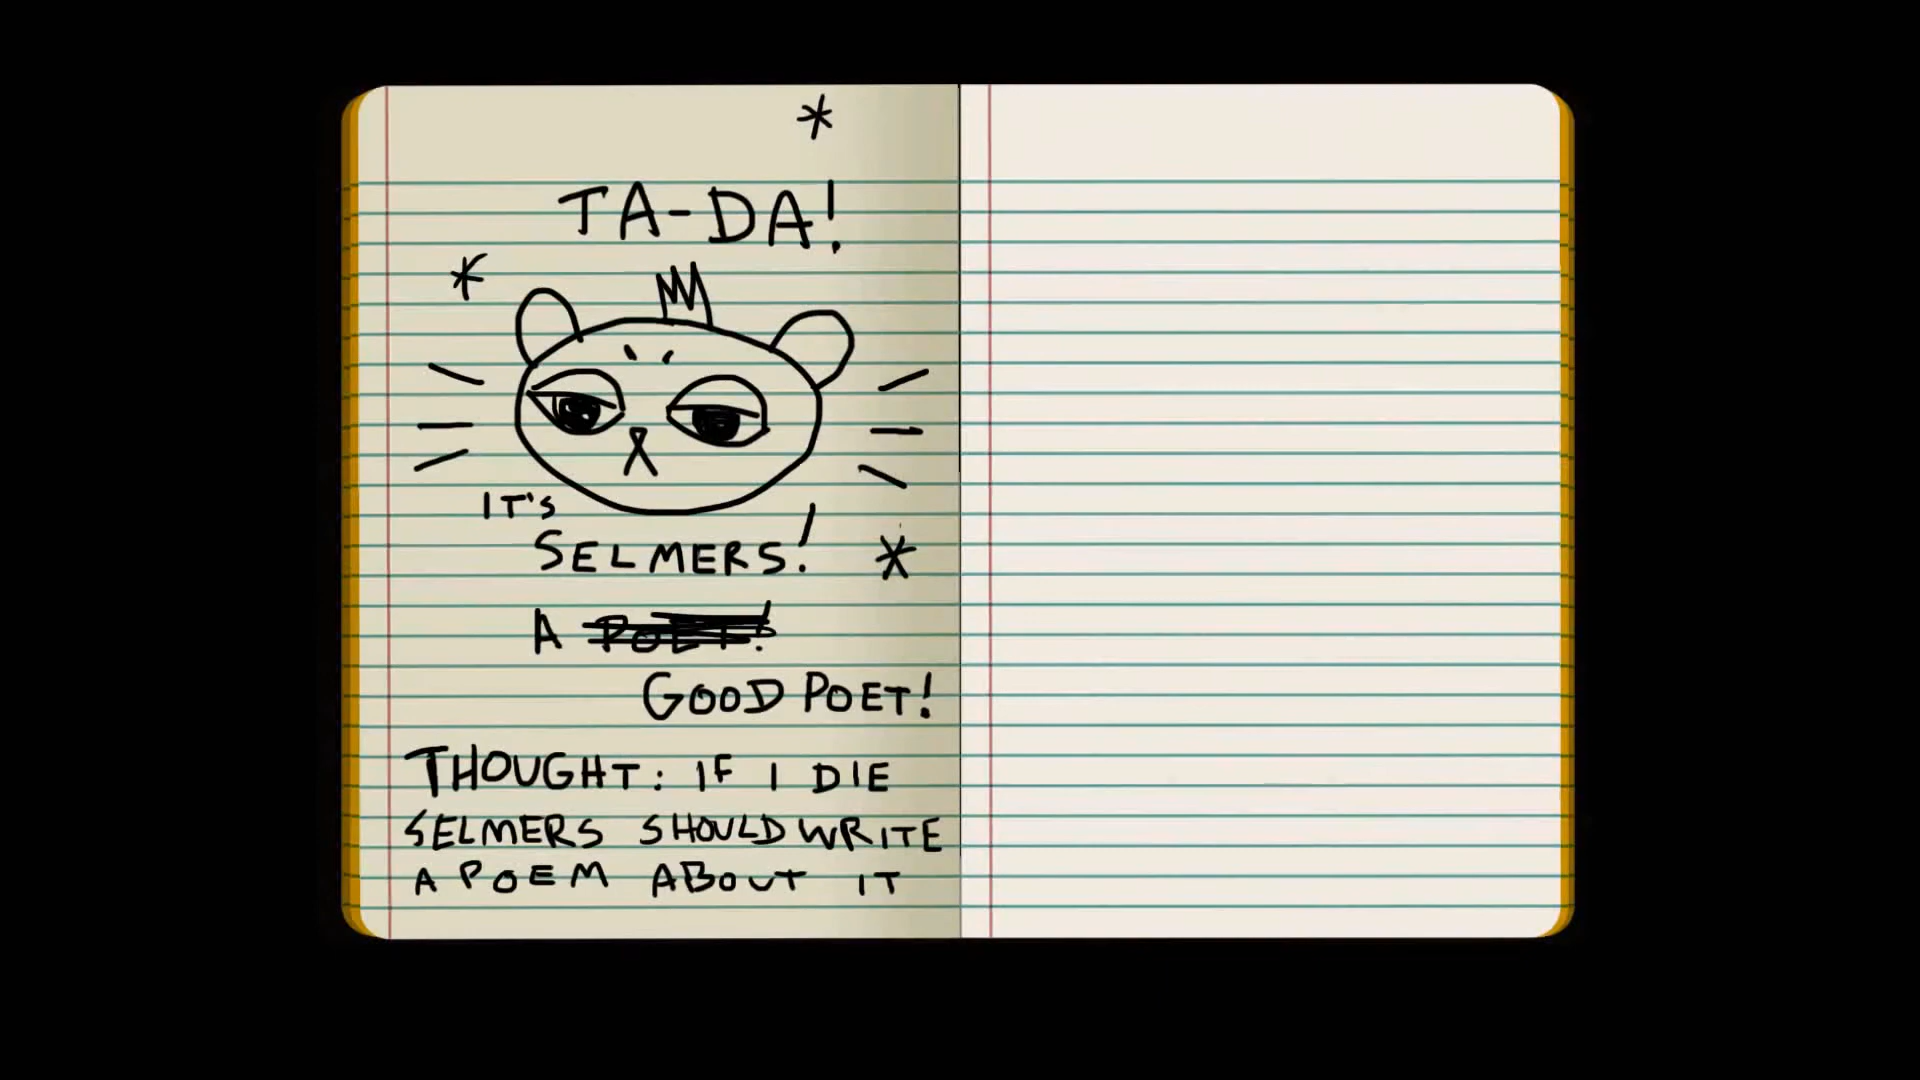 TA-DA!
IT'S
SELMERS!
A POET!
GOOD POET!
THOUGHT: IF I DIE
SELMERS SHOULD WRITE
A POEM ABOUT IT